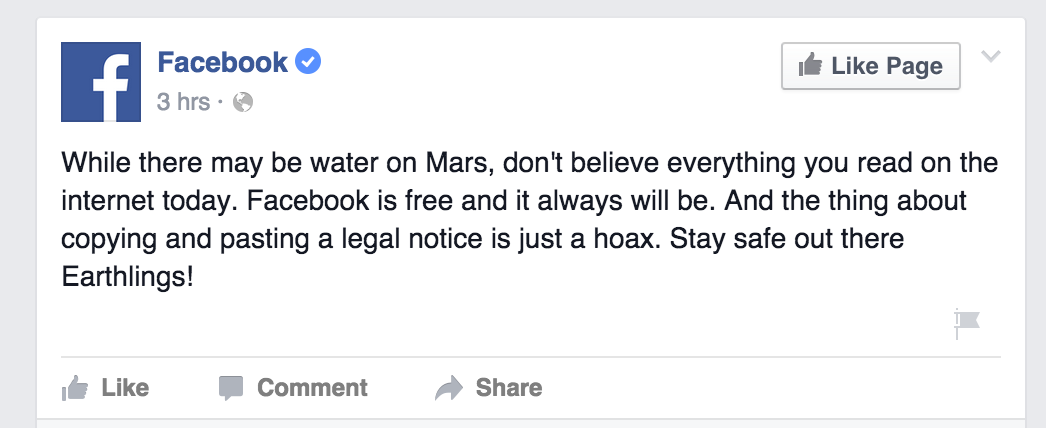 Facebook
Like Page
3 hrs ·
While there may be water on Mars, don't believe everything you read on the
internet today. Facebook is free and it always will be. And the thing about
copying and pasting a legal notice is just a hoax. Stay safe out there
Earthlings!
Like Comment Share